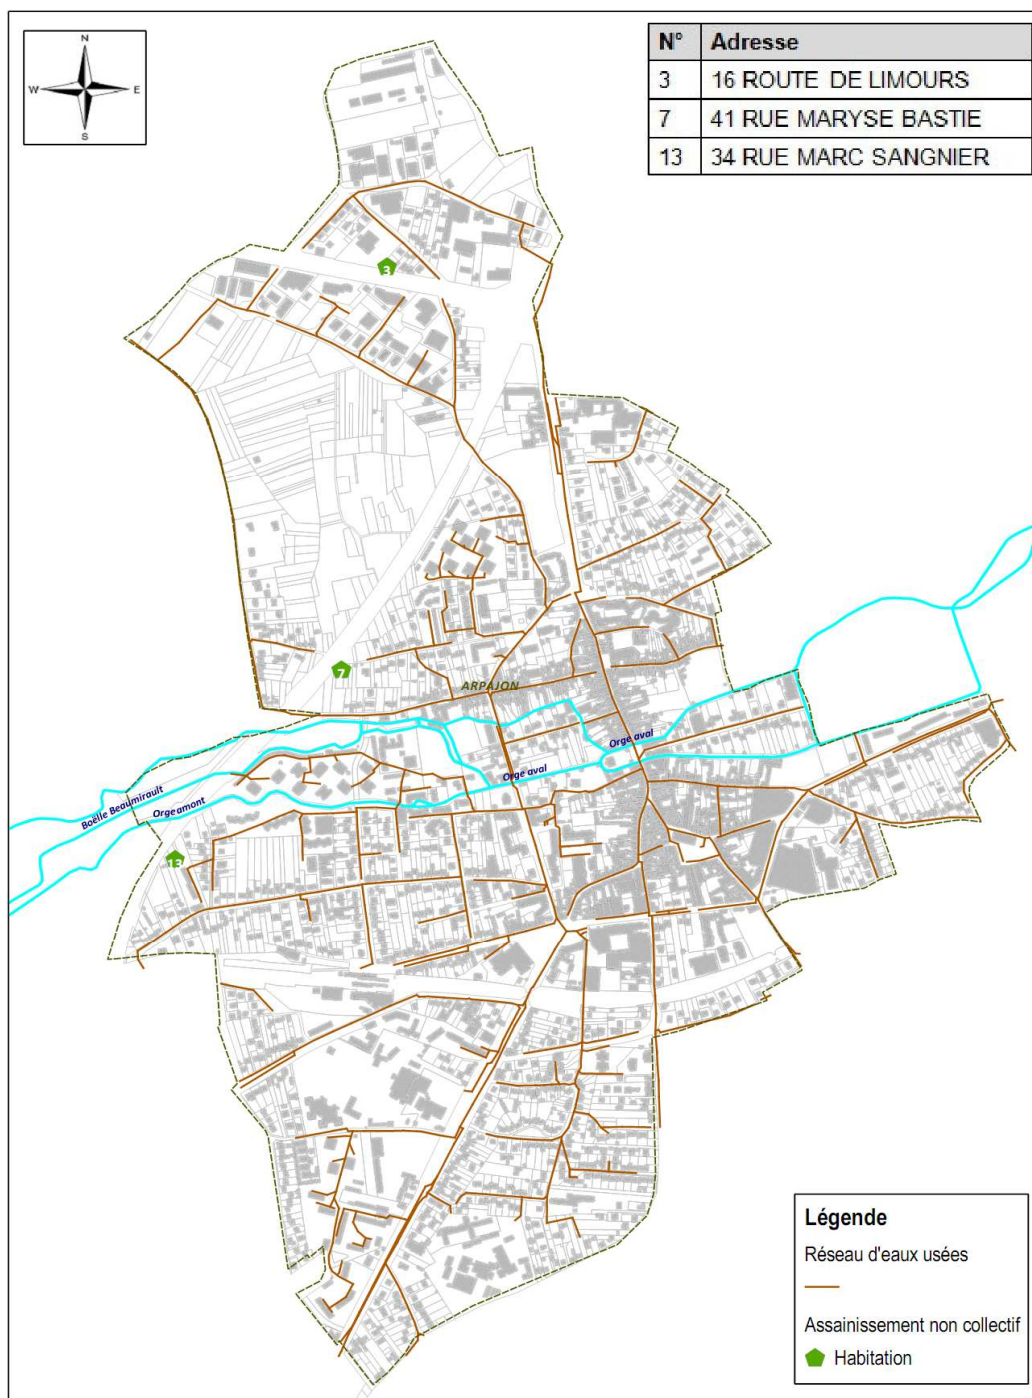 N
W E
S
N° Adresse
3 16 ROUTE DE LIMOURS
7 41 RUE MARYSE BASTIE
13 34 RUE MARC SANGNIER
3
7
ARPAJON
Orge aval
Orge aval
Boëlle Beaumirault
Orge amont
13
Légende
Réseau d'eaux usées
Assainissement non collectif
Habitation